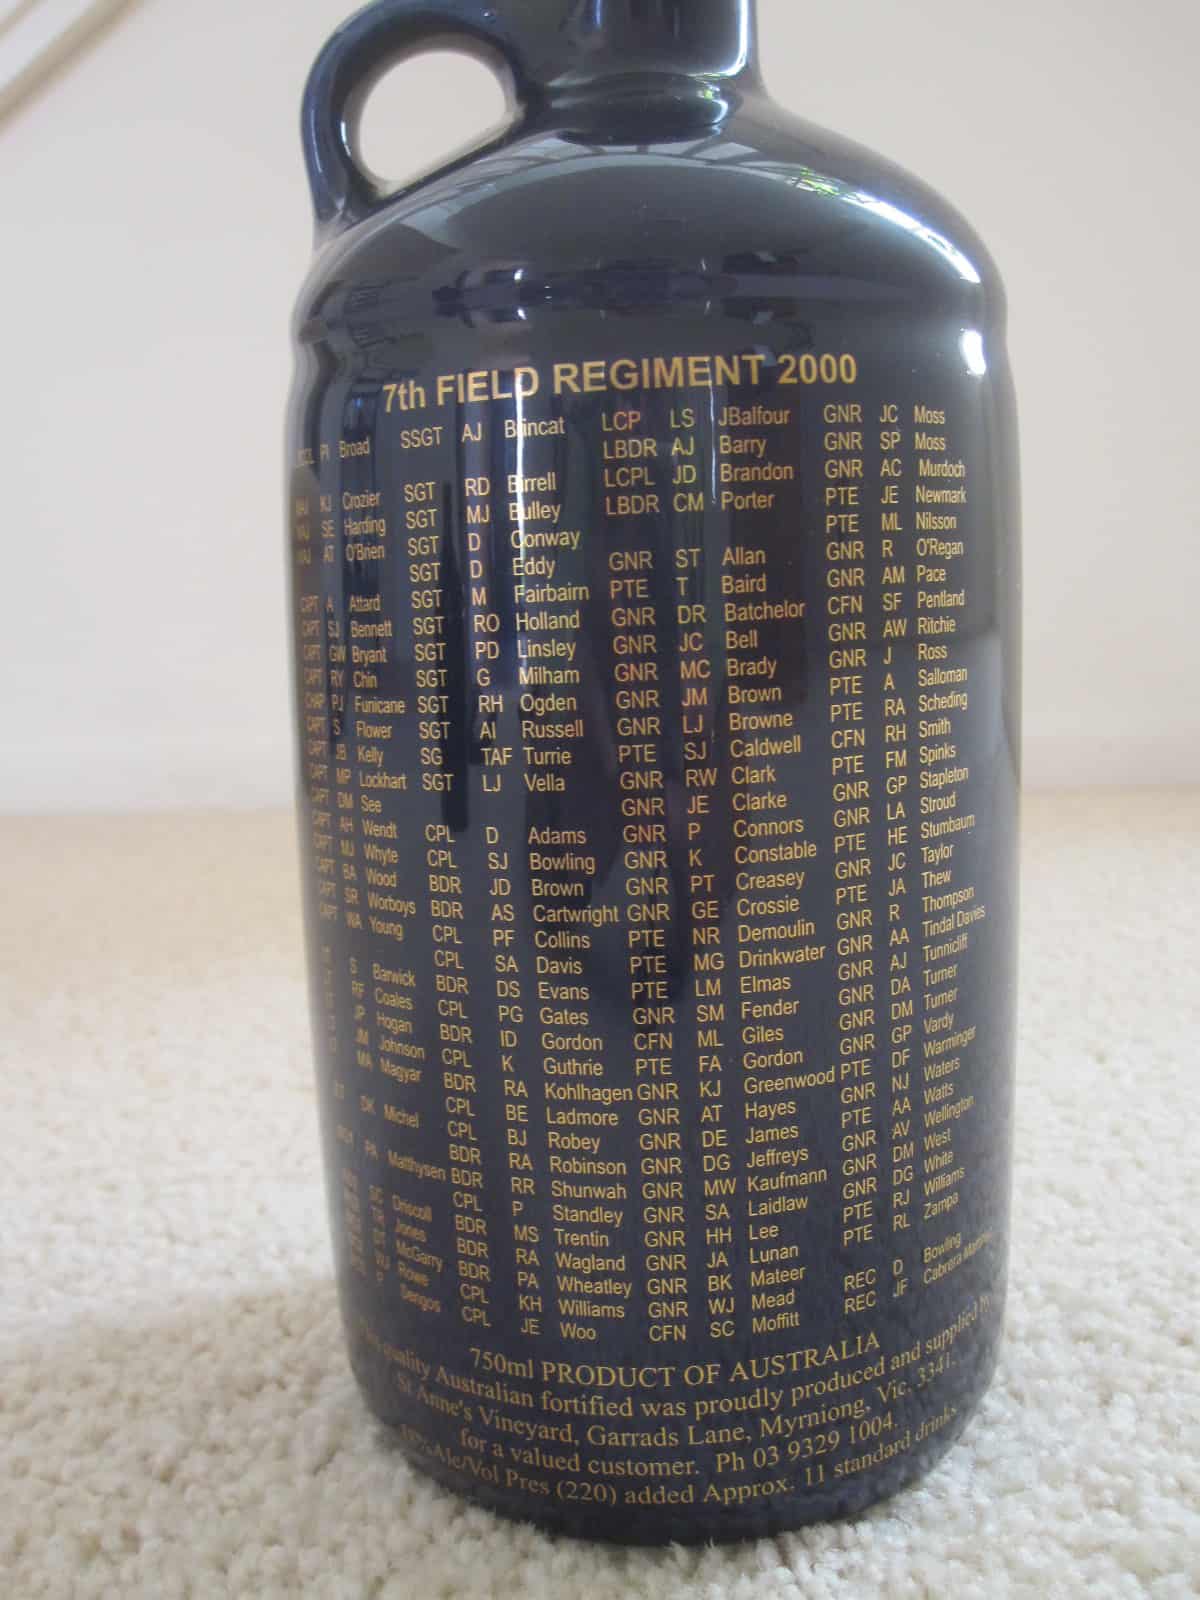 7th FIELD REGIMENT 2000
PI Broad
MAJ KJ Crozier
MAJ SE Harding
MAJ AT O'Brien
CAPT A Attard
CAPT SJ Bennett
CAPT GW Bryant
CAPT RY Chin
CHAP PJ Funicane
CAPT S Flower
CAPT JB Kelly
CAPT MP Lockhart
CAPT DM See
CAPT AH Wendt
CAPT MJ Whyte
CAPT BA Wood
CAPT SR Worboys
CAPT WA Young
S Barwick
RF Coales
JP Hogan
JM Johnson
MA Magyar
DK Michel
PA Matthysen
SC Driscoll
TR Jones
DT McGarry
WJ Rowe
P Sengos
SSGT AJ Brincat
SGT RD Birrell
SGT MJ Bulley
SGT D Conway
SGT D Eddy
SGT M Fairbairn
SGT RO Holland
SGT PD Linsley
SGT G Milham
SGT RH Ogden
SGT AI Russell
SG TAF Turrie
SGT LJ Vella
CPL D Adams
CPL SJ Bowling
BDR JD Brown
BDR AS Cartwright
CPL PF Collins
CPL SA Davis
BDR DS Evans
CPL PG Gates
BDR ID Gordon
CPL K Guthrie
BDR RA Kohlhagen
CPL BE Ladmore
CPL BJ Robey
BDR RA Robinson
BDR RR Shunwah
CPL P Standley
BDR MS Trentin
BDR RA Wagland
BDR PA Wheatley
CPL KH Williams
CPL JE Woo
LCP LS JBalfour
LBDR AJ Barry
LCPL JD Brandon
LBDR CM Porter
GNR ST Allan
PTE T Baird
GNR DR Batchelor
GNR JC Bell
GNR MC Brady
GNR JM Brown
GNR LJ Browne
PTE SJ Caldwell
GNR RW Clark
GNR JE Clarke
GNR P Connors
GNR K Constable
GNR PT Creasey
GNR GE Crossie
PTE NR Demoulin
PTE MG Drinkwater
PTE LM Elmas
GNR SM Fender
CFN ML Giles
PTE FA Gordon
GNR KJ Greenwood
GNR AT Hayes
GNR DE James
GNR DG Jeffreys
GNR MW Kaufmann
GNR SA Laidlaw
GNR HH Lee
GNR JA Lunan
GNR BK Mateer
GNR WJ Mead
CFN SC Moffitt
GNR JC Moss
GNR SP Moss
GNR AC Murdoch
PTE JE Newmark
PTE ML Nilsson
GNR R O'Regan
GNR AM Pace
CFN SF Pentland
GNR AW Ritchie
GNR J Ross
PTE A Salloman
PTE RA Scheding
CFN RH Smith
PTE FM Spinks
GNR GP Stapleton
GNR LA Stroud
PTE HE Stumbaum
GNR JC Taylor
PTE JA Thew
GNR R Thompson
GNR AA Tindal Davies
GNR AJ Tunnicliff
GNR DA Turner
GNR DM Turner
GNR GP Vardy
PTE DF Warminger
GNR NJ Waters
PTE AA Watts
GNR AV Wellington
GNR DM West
GNR DG White
PTE RJ Williams
PTE RL Zampa
REC D Bowling
REC JF Cabrera
750ml PRODUCT OF AUSTRALIA
quality Australian fortified was proudly produced and supplied by
St Anne's Vineyard, Garrads Lane, Myrniong, Vic. 3341.
for a valued customer. Ph 03 9329 1004.
18%Alc/Vol Pres (220) added Approx. 11 standard drinks